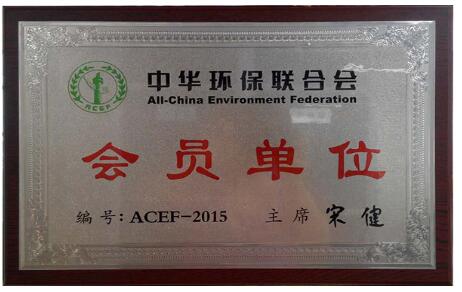 中华环保联合会
All-China Environment Federation
ACEF
会员单位
编号:ACEF-2015 主席 宋健